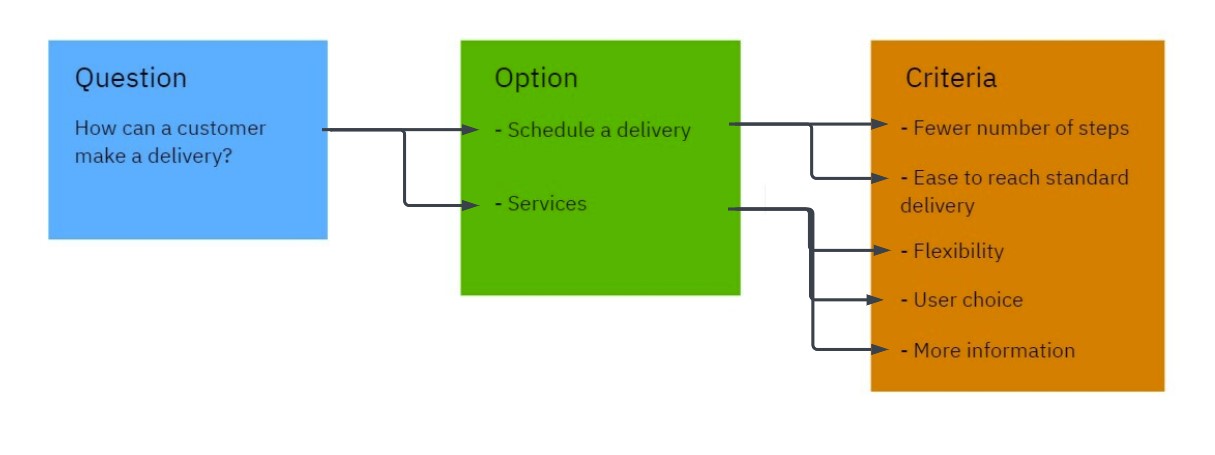 Question
How can a customer
make a delivery?
Option
- Schedule a delivery
- Services
Criteria
- Fewer number of steps
- Ease to reach standard
delivery
- Flexibility
- User choice
- More information